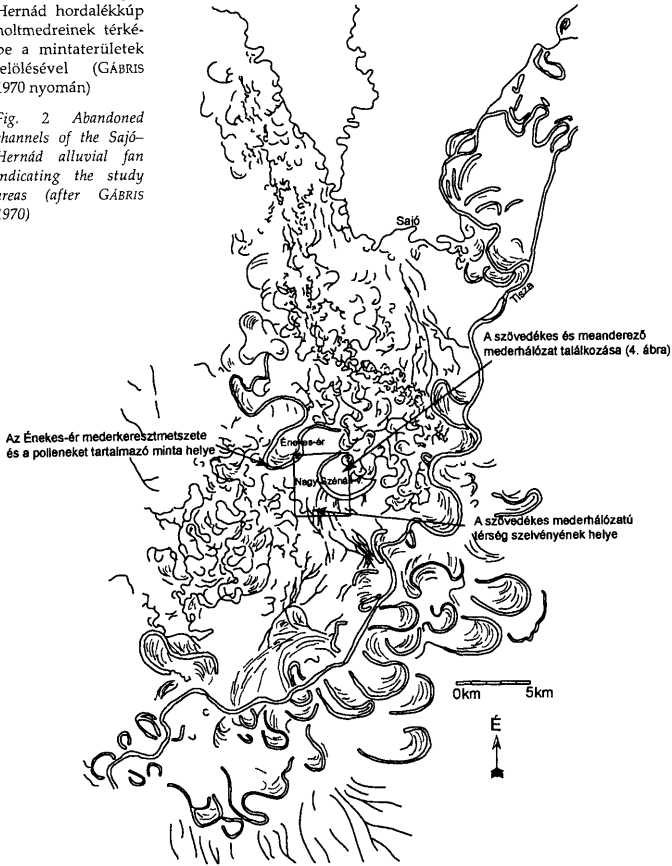 Hernád hordalékkúp
holtmedreinek térké-
pe a mintaterületek
jelölésével (GÁBRIS
1970 nyomán)
Fig. 2 Abandoned
channels of the Sajó–
Hernád alluvial fan
indicating the study
areas (after GÁBRIS
1970)
Sajó
Tisza
A szövedékes és meanderező
mederhálózat találkozása (4. ábra)
Az Énekes-ér mederkeresztmetszete
és a polleneket tartalmazó minta helye
Énekes-ér
Nagy Szénás
A szövedékes mederhálózatú
térség szelvényének helye
0km 5km
É